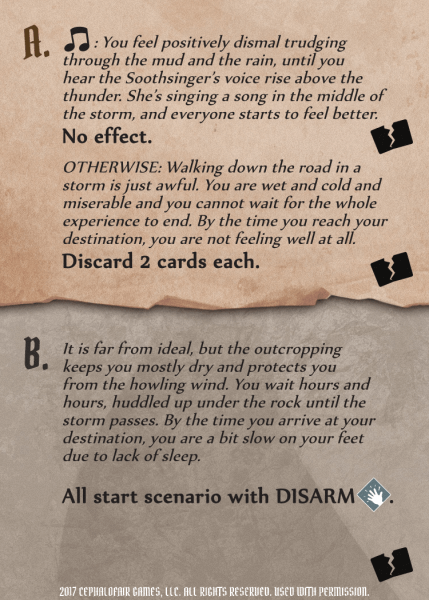 A. : You feel positively dismal trudging
through the mud and the rain, until you
hear the Soothsinger's voice rise above the
thunder. She's singing a song in the middle of
the storm, and everyone starts to feel better.
No effect.
OTHERWISE: Walking down the road in a
storm is just awful. You are wet and cold and
miserable and you cannot wait for the whole
experience to end. By the time you reach your
destination, you are not feeling well at all.
Discard 2 cards each.
B. It is far from ideal, but the outcropping
keeps you mostly dry and protects you
from the howling wind. You wait hours and
hours, huddled up under the rock until the
storm passes. By the time you arrive at your
destination, you are a bit slow on your feet
due to lack of sleep.
All start scenario with DISARM .
2017 CEPHALOFAIR GAMES, LLC. ALL RIGHTS RESERVED. USED WITH PERMISSION.